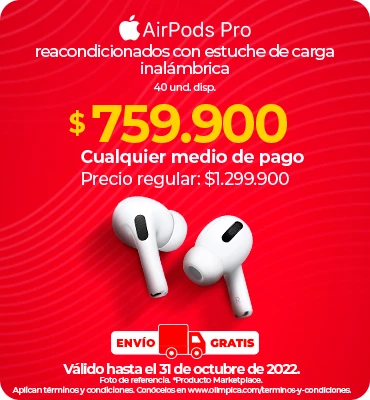 AirPods Pro
reacondicionados con estuche de carga
inalámbrica
40 und. disp.
$759.900
Cualquier medio de pago
Precio regular: $1.299.900
ENVÍO GRATIS
Válido hasta el 31 de octubre de 2022.
Foto de referencia. *Producto Marketplace.
Aplican términos y condiciones. Conócelos en www.olimpica.com/terminos-y-condiciones.